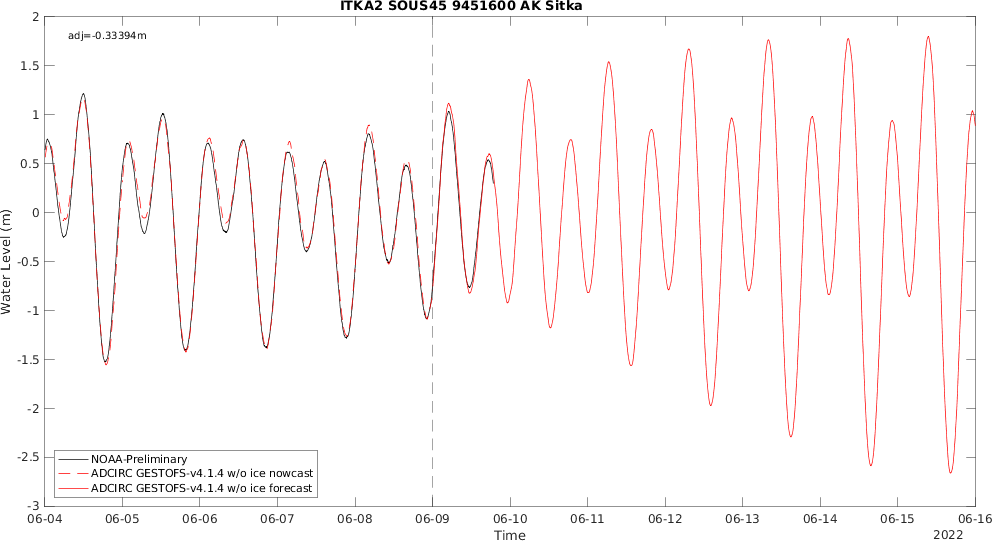 ITKA2 SOUS45 9451600 AK Sitka
adj=-0.33394m
Water Level (m)
2
1.5
1
0.5
0
-0.5
-1
-1.5
-2
-2.5
-3
NOAA-Preliminary
ADCIRC GESTOFS-v4.1.4 w/o ice nowcast
ADCIRC GESTOFS-v4.1.4 w/o ice forecast
06-04 06-05 06-06 06-07 06-08 06-09 06-10 06-11 06-12 06-13 06-14 06-15 06-16
Time
2022